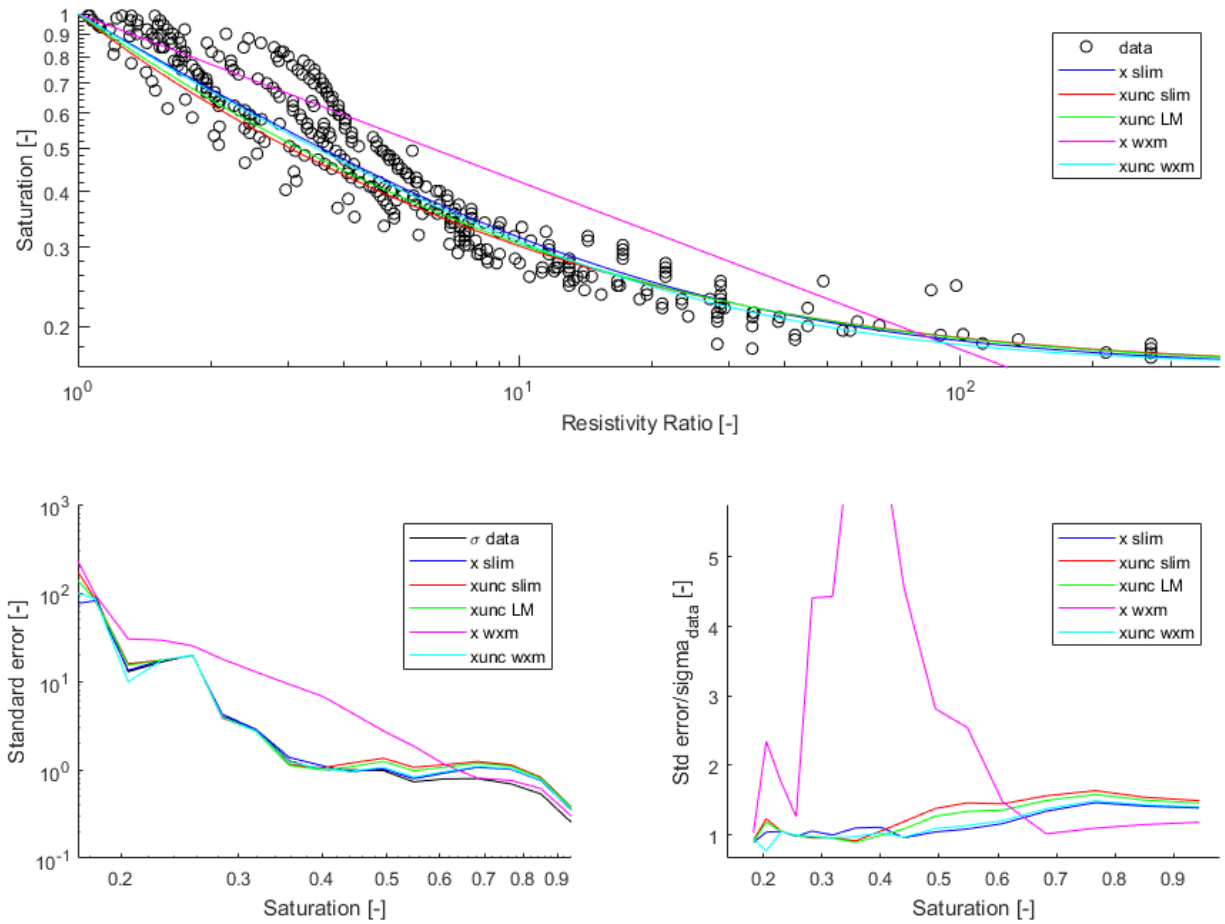 1
0.9
0.8
0.7
0.6
0.5
0.4
0.3
0.2
Saturation [-]
10^0
10^1
10^2
Resistivity Ratio [-]
data
x slim
xunc slim
xunc LM
x wxm
xunc wxm
10^3
10^2
10^1
10^0
10^-1
Standard error [-]
0.2
0.3
0.4
0.5
0.6
0.7
0.8
0.9
Saturation [-]
σ data
x slim
xunc slim
xunc LM
x wxm
xunc wxm
5
4
3
2
1
Std error/sigma_data [-]
0.2
0.3
0.4
0.5
0.6
0.7
0.8
0.9
Saturation [-]
x slim
xunc slim
xunc LM
x wxm
xunc wxm